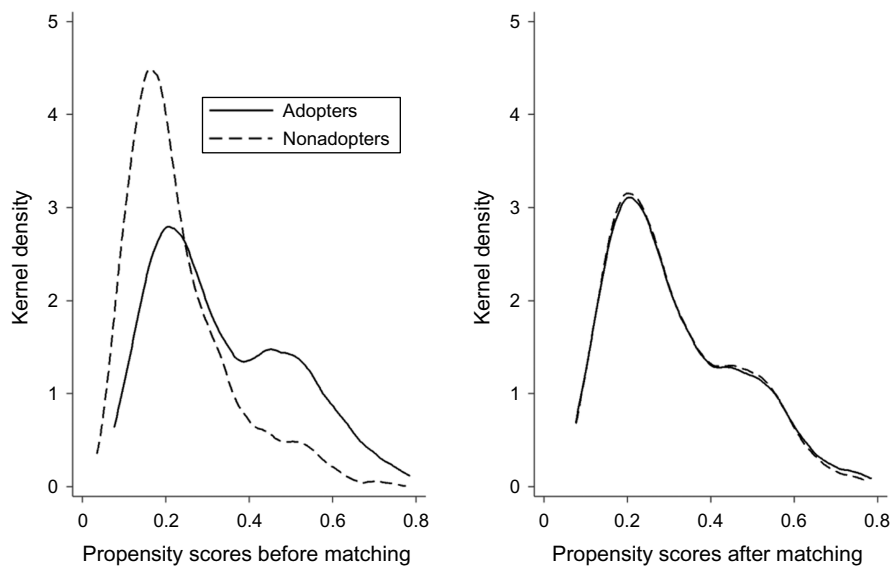 5
4
3
2
1
0
Kernel density
Adopters
Nonadopters
0 0.2 0.4 0.6 0.8
Propensity scores before matching
5
4
3
2
1
0
Kernel density
0 0.2 0.4 0.6 0.8
Propensity scores after matching